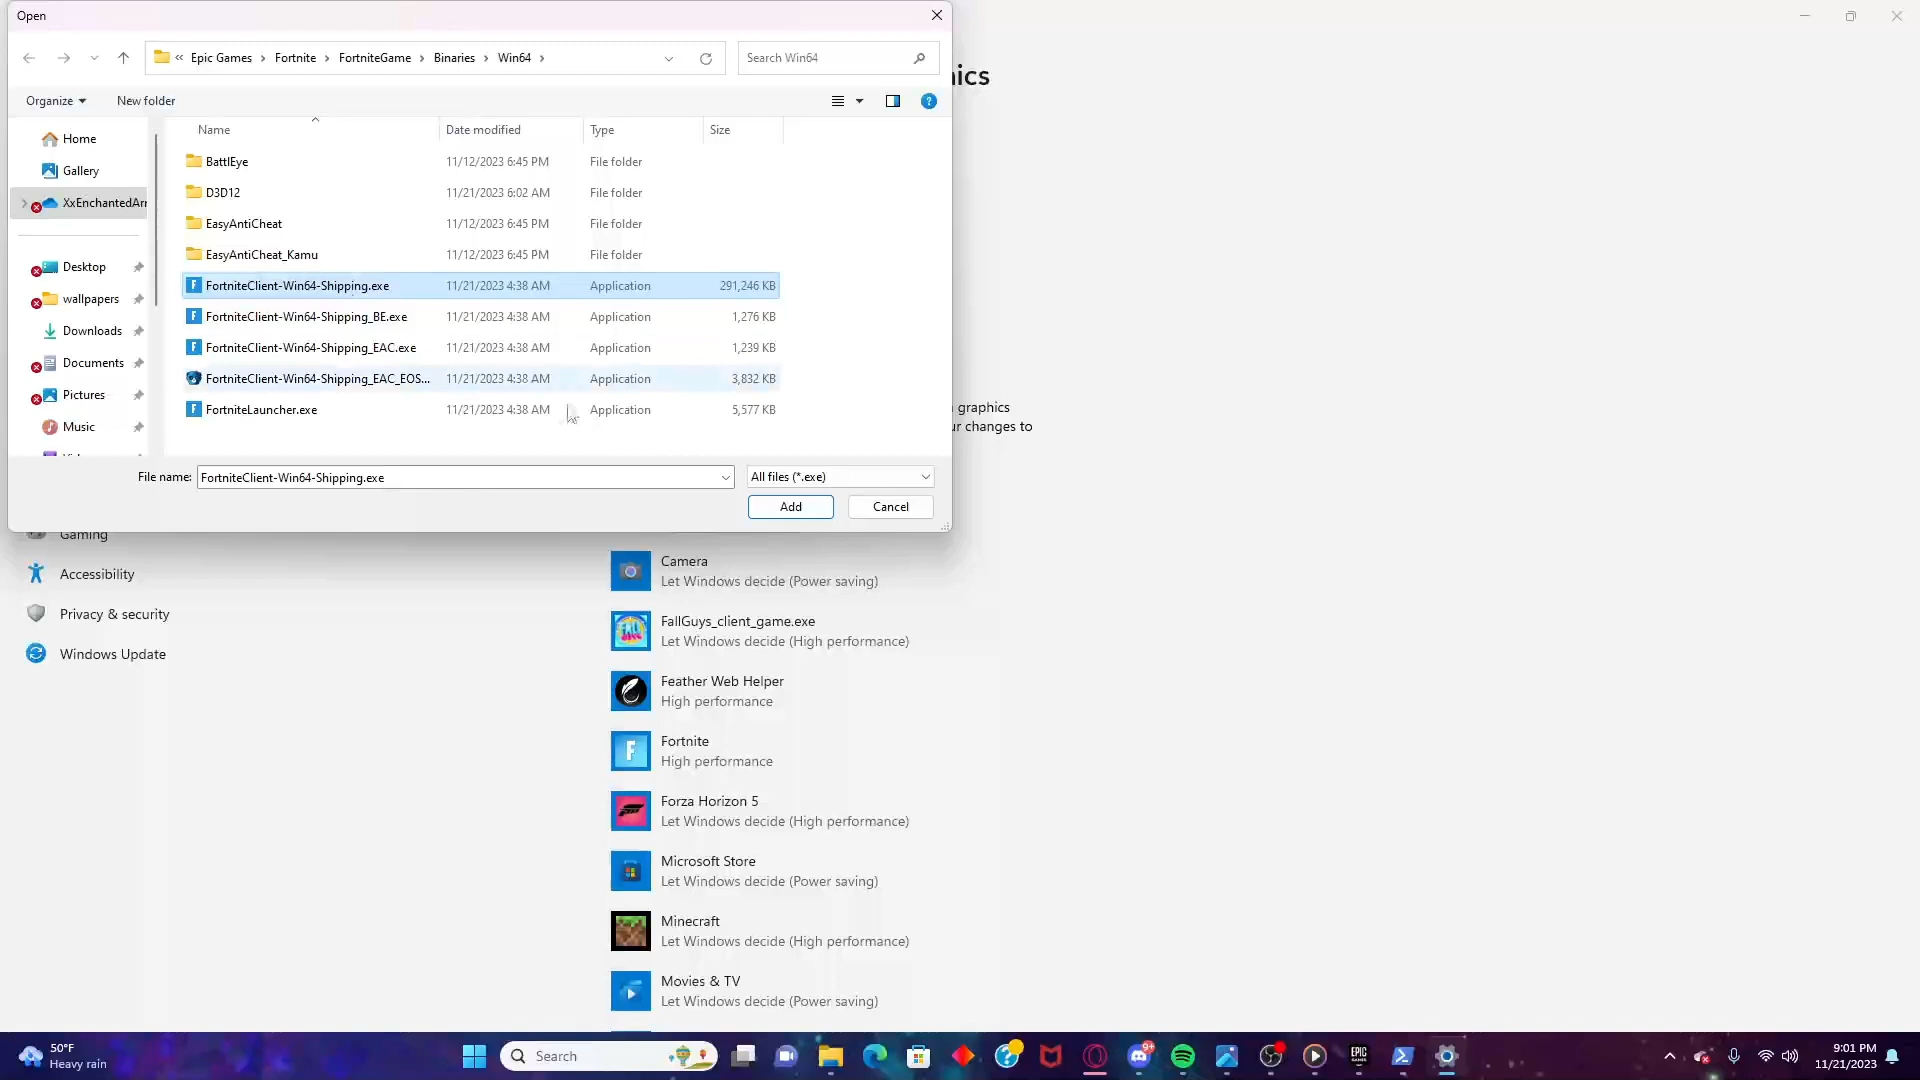 Open
Epic Games > Fortnite > FortniteGame > Binaries > Win64 >
Search Win64
Organize
New folder
Name
Date modified
Type
Size
Home
Gallery
XxEnchantedArr
Desktop
wallpapers
Downloads
Documents
Pictures
Music
BattlEye 11/12/2023 6:45 PM File folder
D3D12 11/21/2023 6:02 AM File folder
EasyAntiCheat 11/12/2023 6:45 PM File folder
EasyAntiCheat_Kamu 11/12/2023 6:45 PM File folder
FortniteClient-Win64-Shipping.exe 11/21/2023 4:38 AM Application 291,246 KB
FortniteClient-Win64-Shipping_BE.exe 11/21/2023 4:38 AM Application 1,276 KB
FortniteClient-Win64-Shipping_EAC.exe 11/21/2023 4:38 AM Application 1,239 KB
FortniteClient-Win64-Shipping_EAC_EOS... 11/21/2023 4:38 AM Application 3,832 KB
FortniteLauncher.exe 11/21/2023 4:38 AM Application 5,577 KB
File name: FortniteClient-Win64-Shipping.exe
All files (*.exe)
Add
Cancel
ics
graphics
ur changes to
Gaming
Accessibility
Privacy & security
Windows Update
Camera
Let Windows decide (Power saving)
FallGuys_client_game.exe
Let Windows decide (High performance)
Feather Web Helper
High performance
Fortnite
High performance
Forza Horizon 5
Let Windows decide (High performance)
Microsoft Store
Let Windows decide (Power saving)
Minecraft
Let Windows decide (High performance)
Movies & TV
Let Windows decide (Power saving)
50°F
Heavy rain
Search
9+
EPIC
9:01 PM
11/21/2023